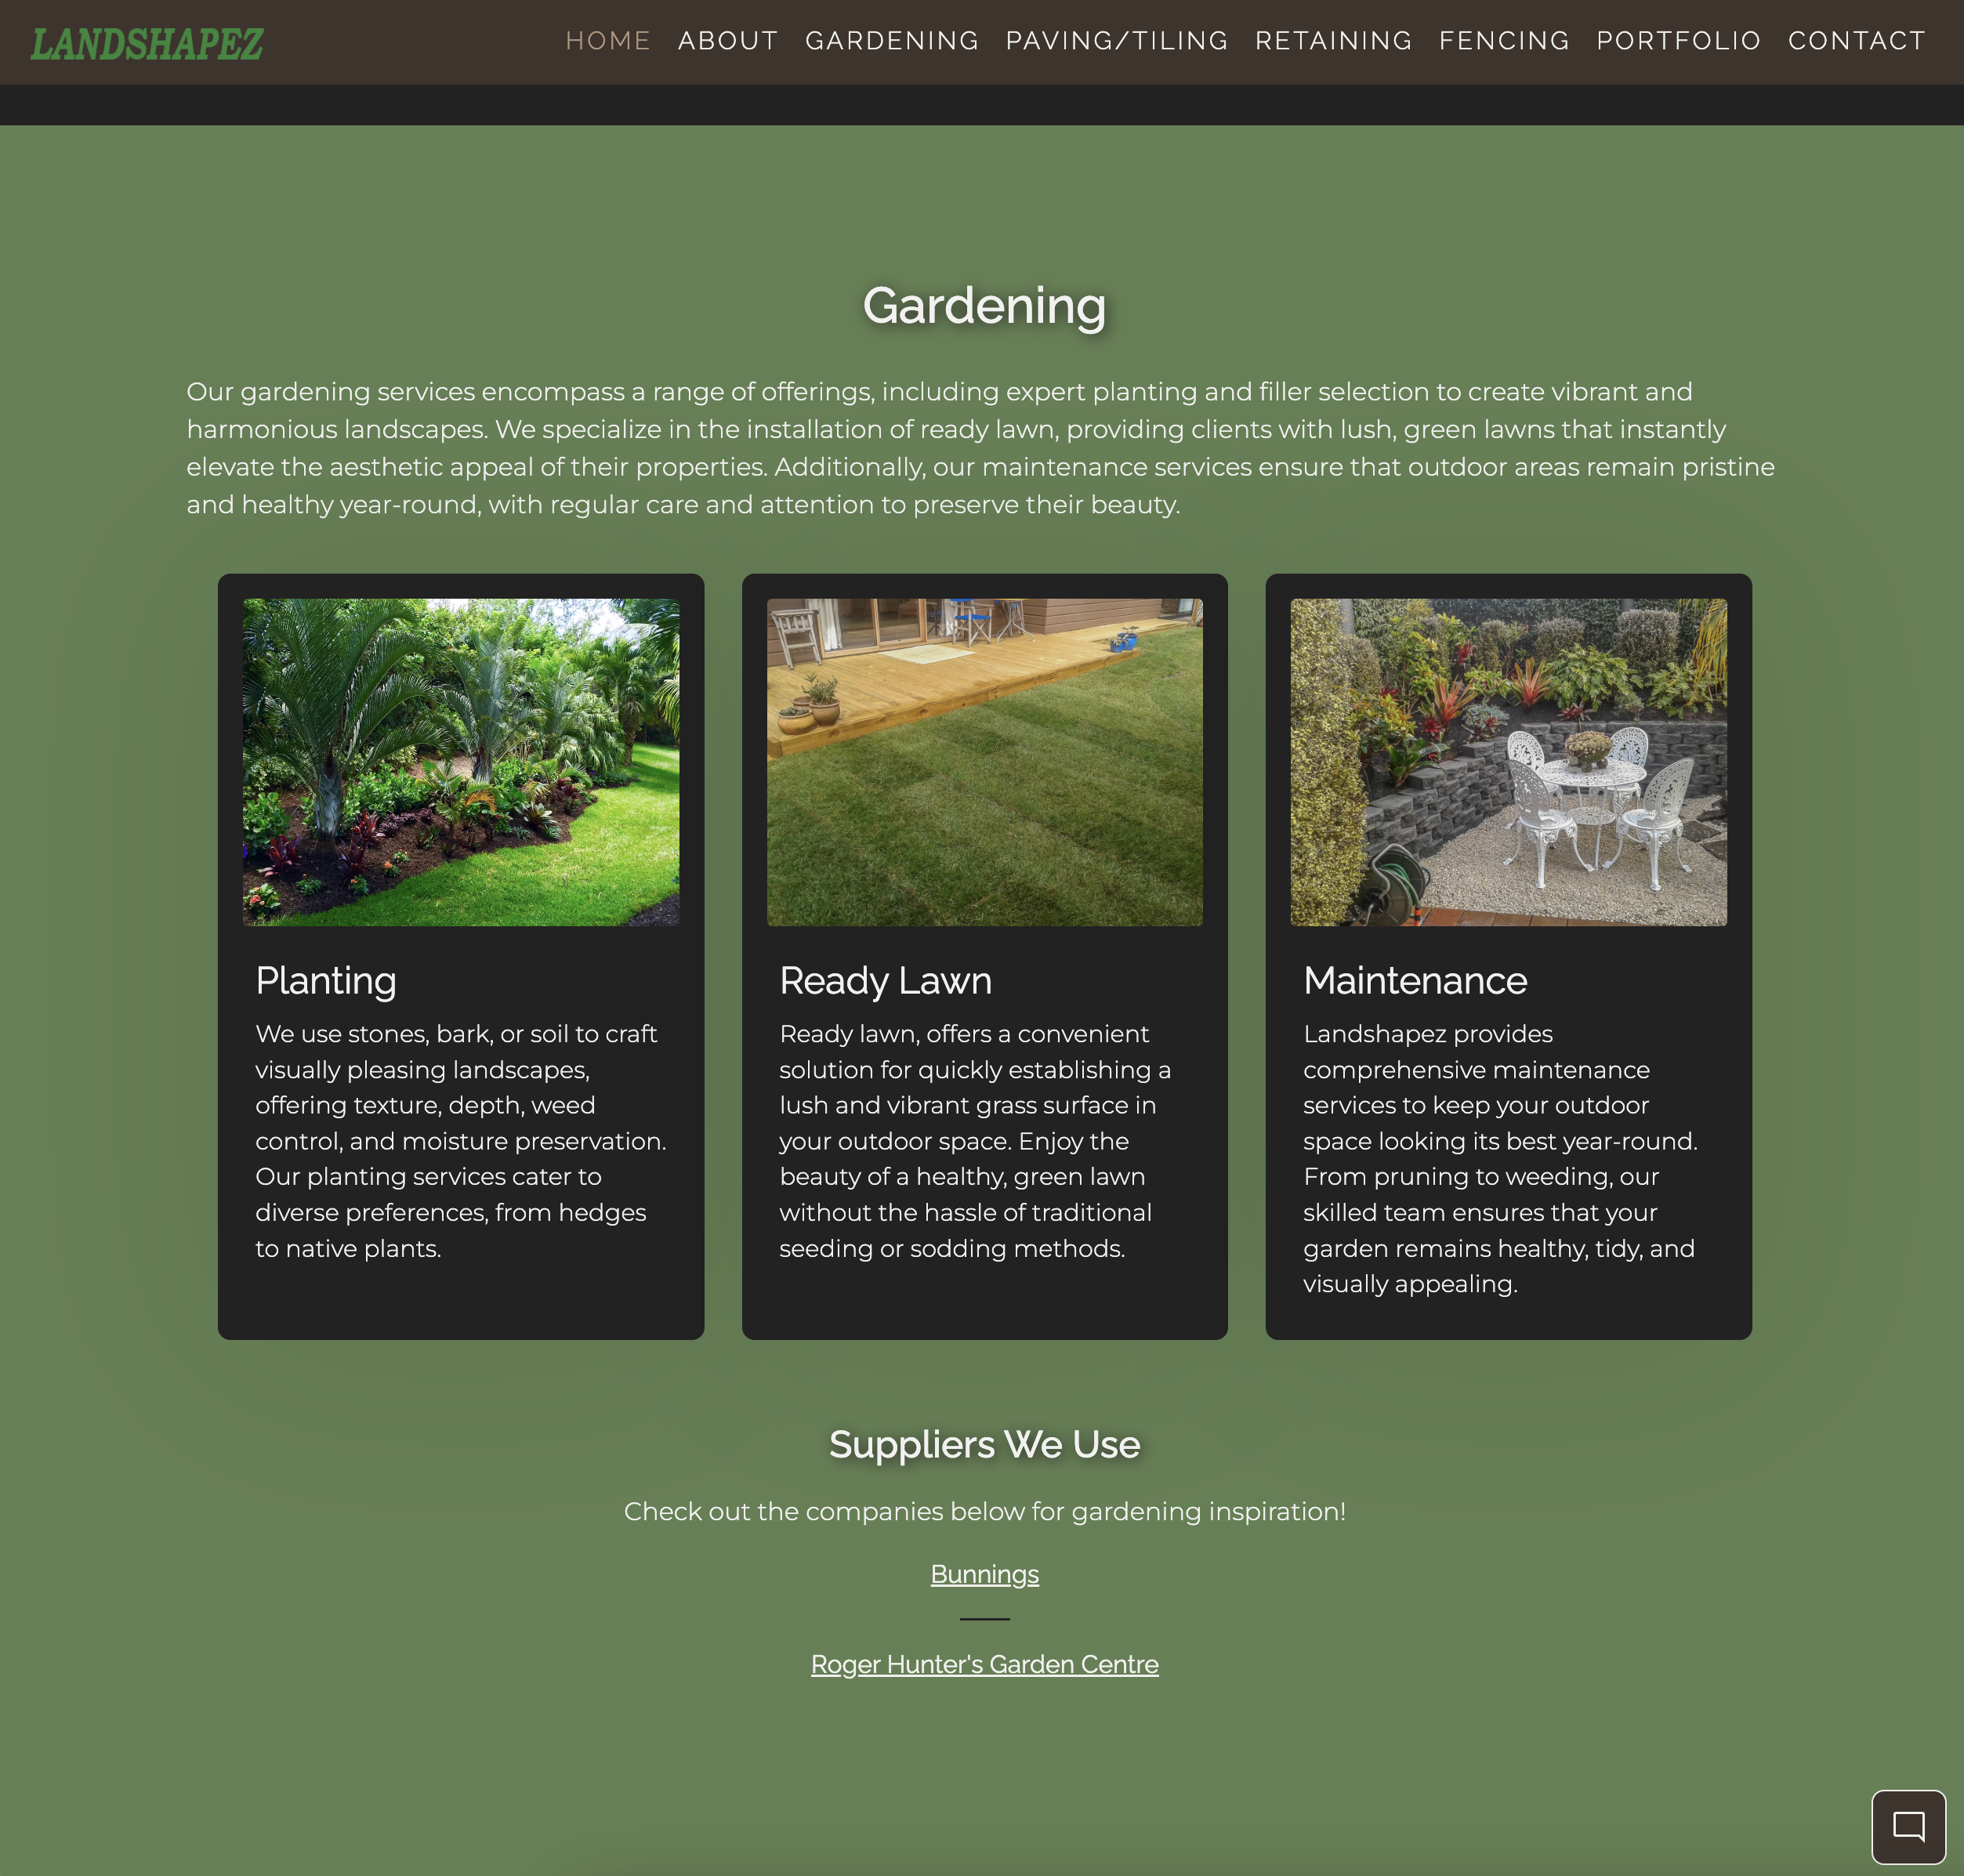 LANDSHAPEZ
HOME ABOUT GARDENING PAVING/TILING RETAINING FENCING PORTFOLIO CONTACT
Gardening
Our gardening services encompass a range of offerings, including expert planting and filler selection to create vibrant and
harmonious landscapes. We specialize in the installation of ready lawn, providing clients with lush, green lawns that instantly
elevate the aesthetic appeal of their properties. Additionally, our maintenance services ensure that outdoor areas remain pristine
and healthy year-round, with regular care and attention to preserve their beauty.
Planting
We use stones, bark, or soil to craft
visually pleasing landscapes,
offering texture, depth, weed
control, and moisture preservation.
Our planting services cater to
diverse preferences, from hedges
to native plants.
Ready Lawn
Ready lawn, offers a convenient
solution for quickly establishing a
lush and vibrant grass surface in
your outdoor space. Enjoy the
beauty of a healthy, green lawn
without the hassle of traditional
seeding or sodding methods.
Maintenance
Landshapez provides
comprehensive maintenance
services to keep your outdoor
space looking its best year-round.
From pruning to weeding, our
skilled team ensures that your
garden remains healthy, tidy, and
visually appealing.
Suppliers We Use
Check out the companies below for gardening inspiration!
Bunnings
Roger Hunter's Garden Centre